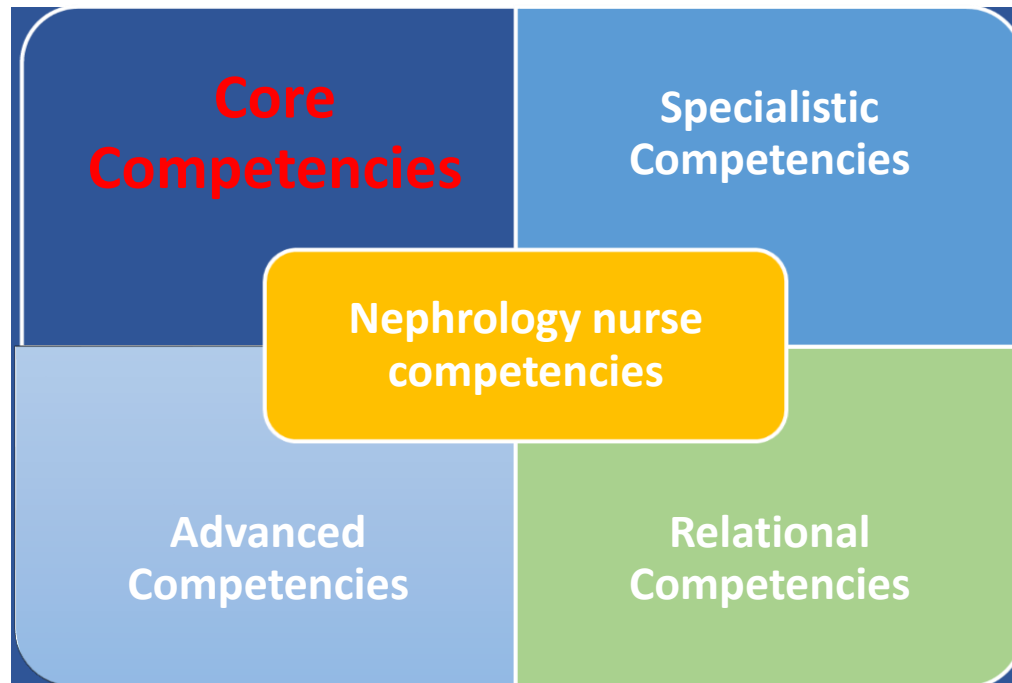 Core
Competencies
Specialistic
Competencies
Nephrology nurse
competencies
Advanced
Competencies
Relational
Competencies